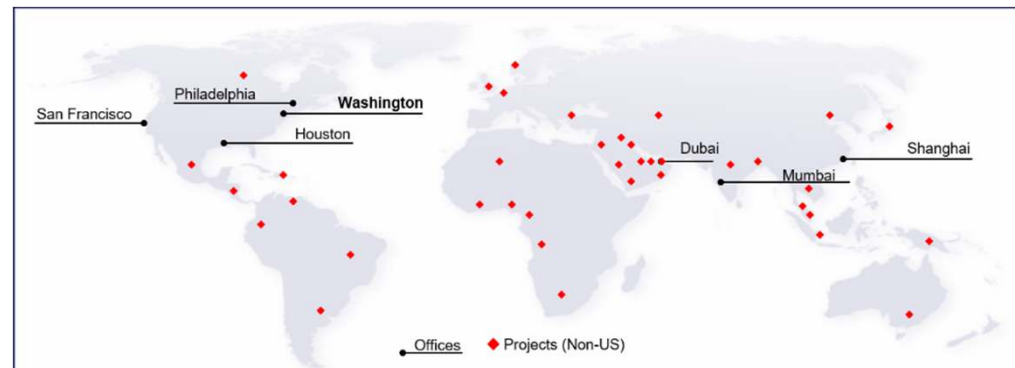 Philadelphia
Washington
San Francisco
Houston
Dubai
Shanghai
Mumbai
Offices
Projects (Non-US)